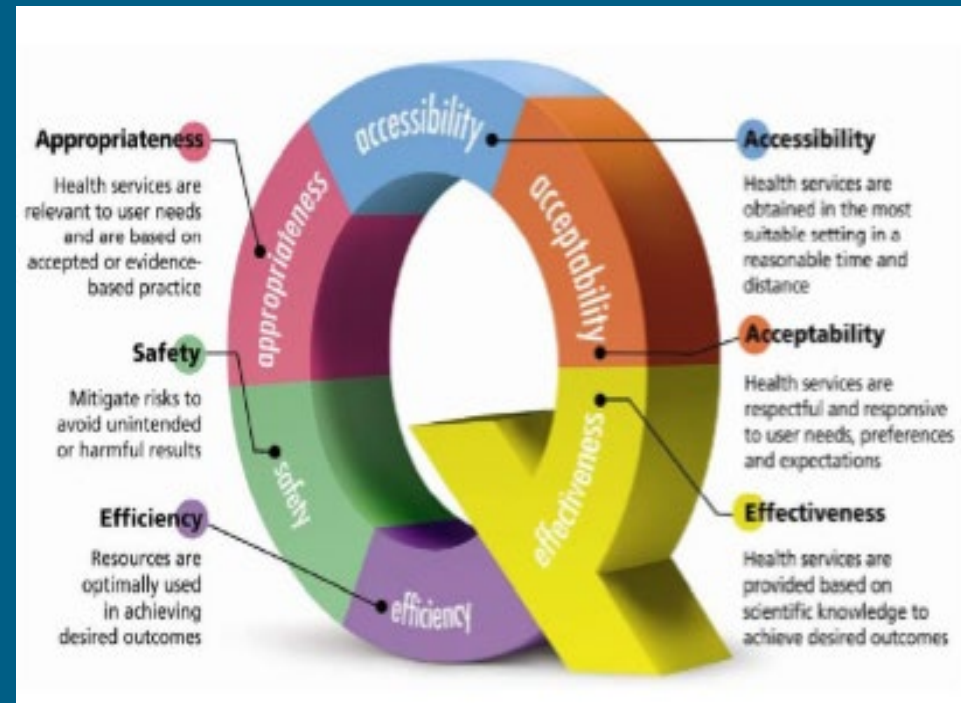 Appropriateness
Health services are
relevant to user needs
and are based on
accepted or evidence-
based practice
Safety
Mitigate risks to
avoid unintended
or harmful results
Efficiency
Resources are
optimally used
in achieving
desired outcomes
accessibility
acceptability
appropriateness
safety
effectiveness
efficiency
Accessibility
Health services are
obtained in the most
suitable setting in a
reasonable time and
distance
Acceptability
Health services are
respectful and responsive
to user needs, preferences
and expectations
Effectiveness
Health services are
provided based on
scientific knowledge to
achieve desired outcomes